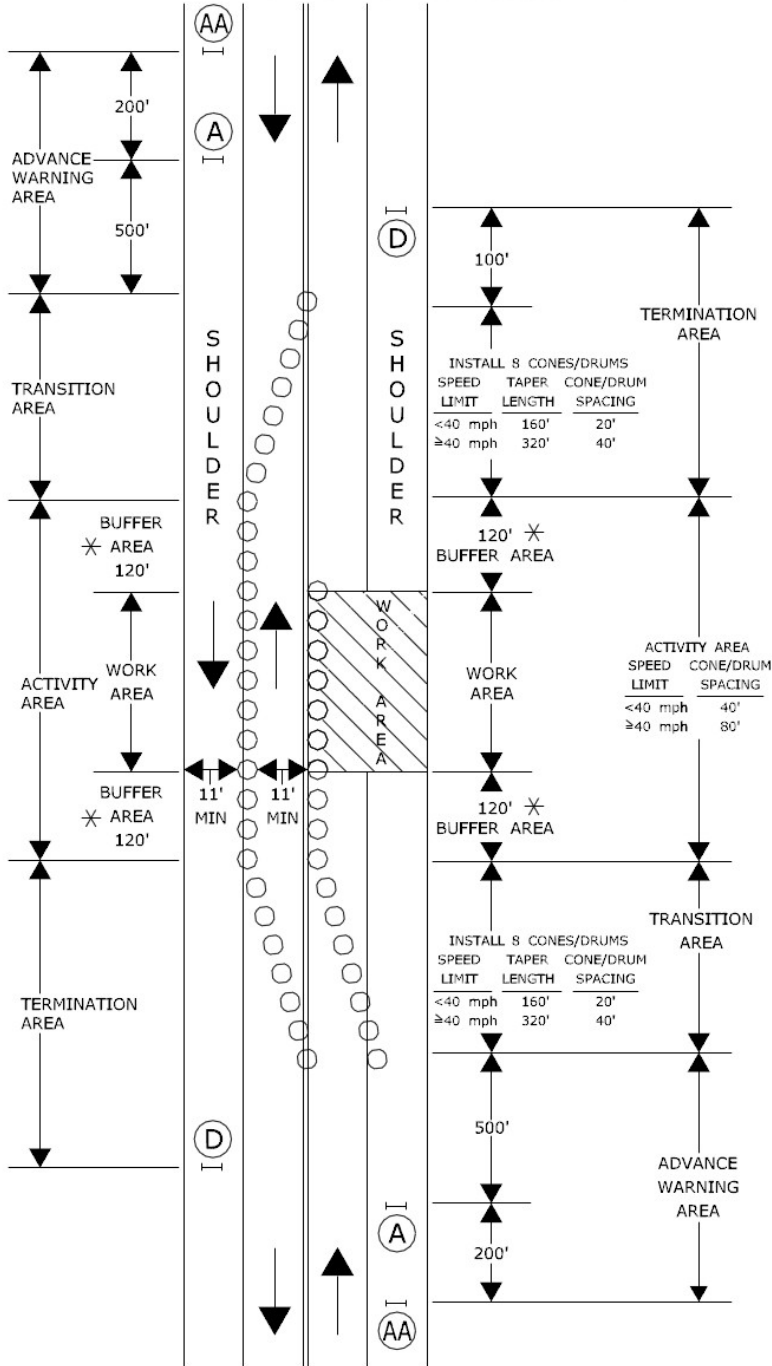 AA
200'
A
ADVANCE
WARNING
AREA
500'
D
100'
TERMINATION
AREA
SHOULDER
SHOULDER
TRANSITION
AREA
INSTALL 8 CONES/DRUMS
SPEED TAPER CONE/DRUM
LIMIT LENGTH SPACING
<40 mph 160' 20'
≧40 mph 320' 40'
BUFFER
* AREA
120'
120' *
BUFFER AREA
WORK AREA
WORK
AREA
WORK
AREA
ACTIVITY
AREA
ACTIVITY AREA
SPEED CONE/DRUM
LIMIT SPACING
<40 mph 40'
≧40 mph 80'
11'
MIN
11'
MIN
BUFFER
* AREA
120'
120' *
BUFFER AREA
TRANSITION
AREA
INSTALL 8 CONES/DRUMS
SPEED TAPER CONE/DRUM
LIMIT LENGTH SPACING
<40 mph 160' 20'
≧40 mph 320' 40'
TERMINATION
AREA
500'
D
ADVANCE
WARNING
AREA
A
200'
AA